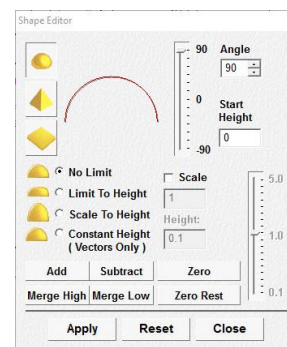 Shape Editor
90 Angle
90
0 Start
Height
0
-90
No Limit
Limit To Height
Scale To Height
Constant Height
( Vectors Only )
Scale
1
Height:
0.1
5.0
1.0
0.1
Add Subtract Zero
Merge High Merge Low Zero Rest
Apply Reset Close